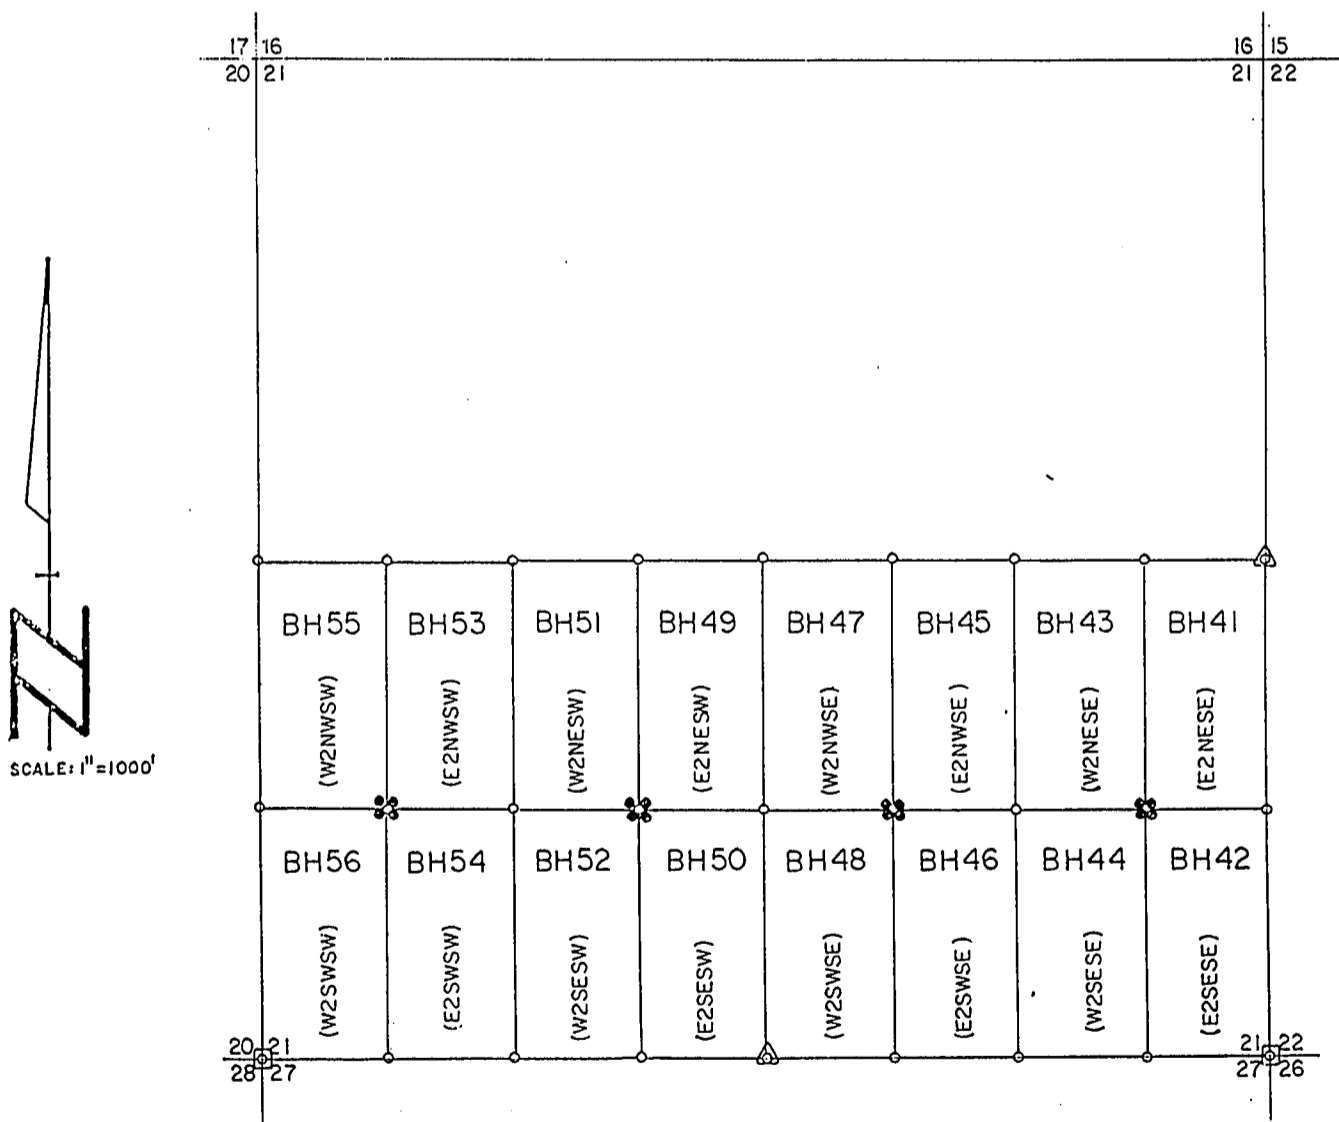 17 16
16 15
20 21
21 22
BH55 BH53 BH51 BH49 BH47 BH45 BH43 BH41
(W2NWSW) (E2NWSW) (W2NESW) (E2NESW) (W2NWSE) (E2NWSE) (W2NESE) (E2NESE)
N
SCALE: 1"=1000'
BH56 BH54 BH52 BH50 BH48 BH46 BH44 BH42
(W2SWSW) (E2SWSW) (W2SESW) (E2SESW) (W2SWSE) (E2SWSE) (W2SESE) (E2SESE)
20 21
21 22
28 27
27 26